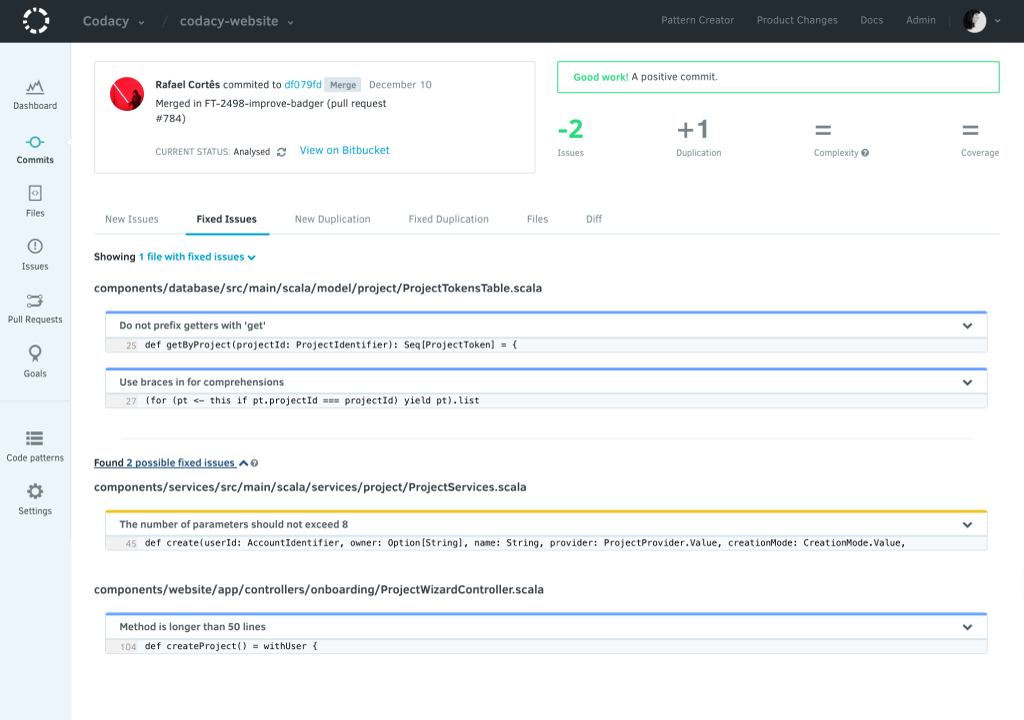 Codacy / codacy-website
Pattern Creator Product Changes Docs Admin
Dashboard
Commits
Files
Issues
Pull Requests
Goals
Code patterns
Settings
Rafael Cortês commited to df079fd Merge December 10
Merged in FT-2498-improve-badger (pull request
#784)
CURRENT STATUS: Analysed View on Bitbucket
Good work! A positive commit.
-2 +1 = =
Issues Duplication Complexity ? Coverage
New Issues Fixed Issues New Duplication Fixed Duplication Files Diff
Showing 1 file with fixed issues
components/database/src/main/scala/model/project/ProjectTokensTable.scala
Do not prefix getters with 'get'
25 def getByProject(projectId: ProjectIdentifier): Seq[ProjectToken] = {
Use braces in for comprehensions
27 (for (pt <- this if pt.projectId === projectId) yield pt).list
Found 2 possible fixed issues ?
components/services/src/main/scala/services/project/ProjectServices.scala
The number of parameters should not exceed 8
45 def create(userId: AccountIdentifier, owner: Option[String], name: String, provider: ProjectProvider.Value, creationMode: CreationMode.Value,
components/website/app/controllers/onboarding/ProjectWizardController.scala
Method is longer than 50 lines
104 def createProject() = withUser {